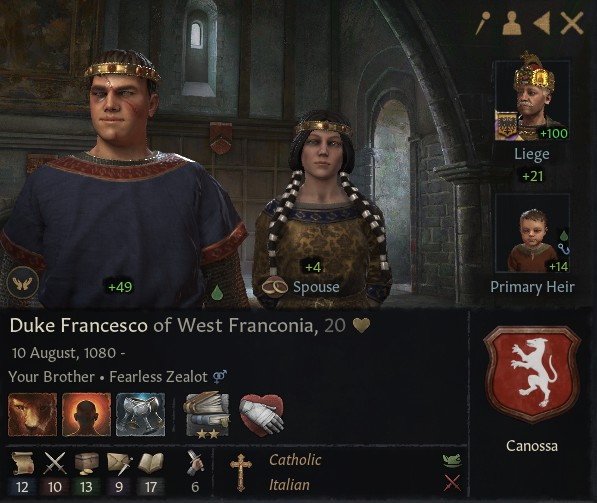 +100
Liege
+21
+49
+4
Spouse
+14
Primary Heir
Duke Francesco of West Franconia, 20
10 August, 1080 -
Your Brother • Fearless Zealot
Canossa
12 10 13 9 17 6
Catholic
Italian